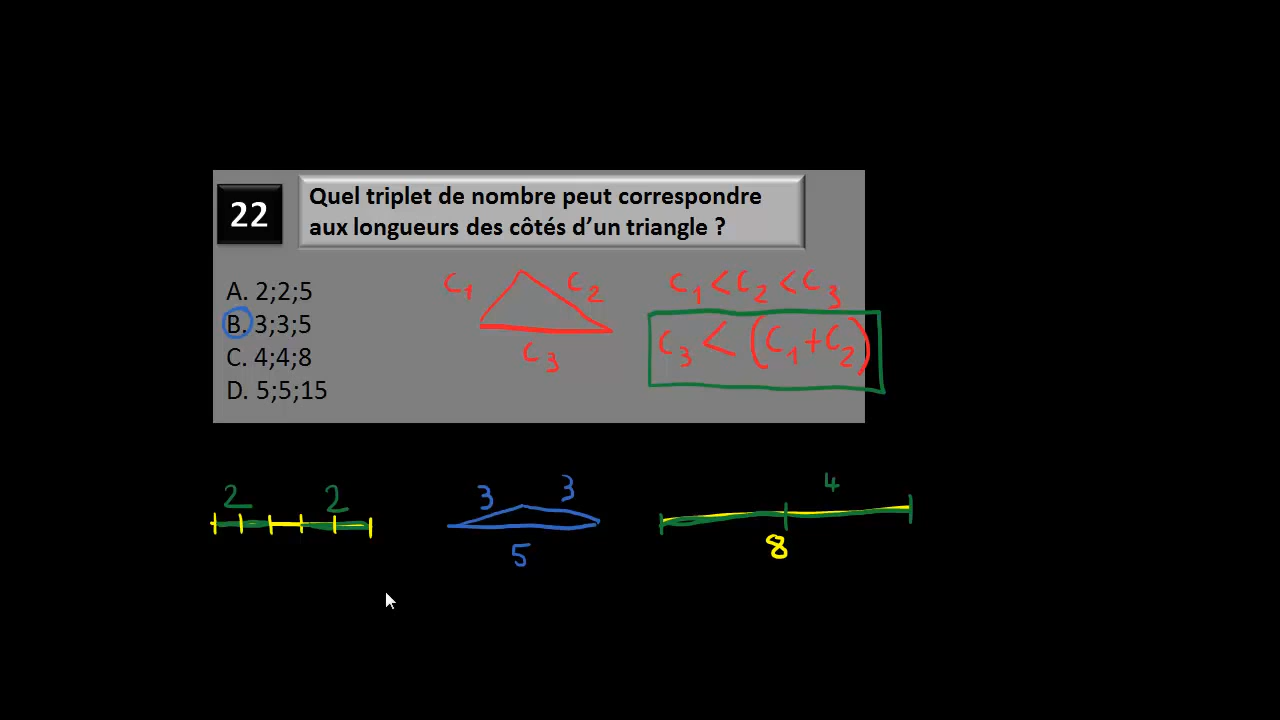 22
Quel triplet de nombre peut correspondre
aux longueurs des côtés d’un triangle ?
A. 2;2;5
B. 3;3;5
C. 4;4;8
D. 5;5;15
C1 C2
C3
C1 < C2 < C3
C3 < (C1+C2)
2 2
3 3
5
4
8